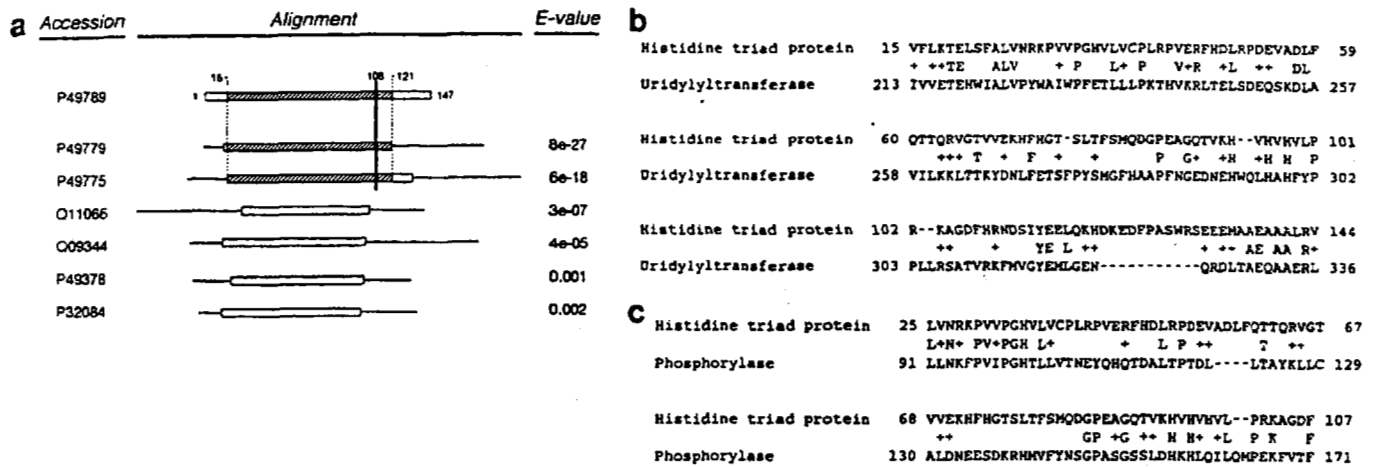 a Accession Alignment E-value
P49789 1 16 108 121 147
P49779 8e-27
P49775 6e-18
Q11066 3e-07
Q09344 4e-05
P49378 0.001
P32084 0.002
b
Histidine triad protein 15 VFLKTELSFALVNRKPVVPGHVLVCPLRPVERFHDLRPDEVADLF 59
+ ++TE ALV + P L+ P V+R +L ++ DL
Uridylyltransferase 213 IVVETEHWIALVPYWAIWPFETLLLPKTHVKRLTELSDEQSKDLA 257
Histidine triad protein 60 QTTQRVGTVVEKHFHGT-SLTFSMQDGPEAGQTVKH--VHVHVLP 101
+++ T + F + + P G+ +H +H H P
Uridylyltransferase 258 VILKKLTTKYDNLFETSFPYSMGFHAAPFNGEDNEHWQLHAHFYP 302
Histidine triad protein 102 R--KAGDFHRNDSIYEELQKHDKEDFPASWRSEEEMAAEAAALRV 144
++ + YE L ++ + ++ AE AA R+
Uridylyltransferase 303 PLLRSATVRKFMVGYEMLGEN-----------QRDLTAEQAAERL 336
c
Histidine triad protein 25 LVNRKPVVPGHVLVCPLRPVERFHDLRPDEVADLFQTTQRVGT 67
L+N+ PV+PGH L+ + L P ++ T ++
Phosphorylase 91 LLNKFPVIPGHTLLVTNEYQHQTDALTPTDL----LTAYKLLC 129
Histidine triad protein 68 VVEKHFHGTSLTFSMQDGPEAGQTVKHVHVHVL--PRKAGDF 107
++ GP +G ++ H H+ +L P K F
Phosphorylase 130 ALDNEESDKRHMVFYNSGPASGSSLDHKHLQILQMPEKFVTF 171